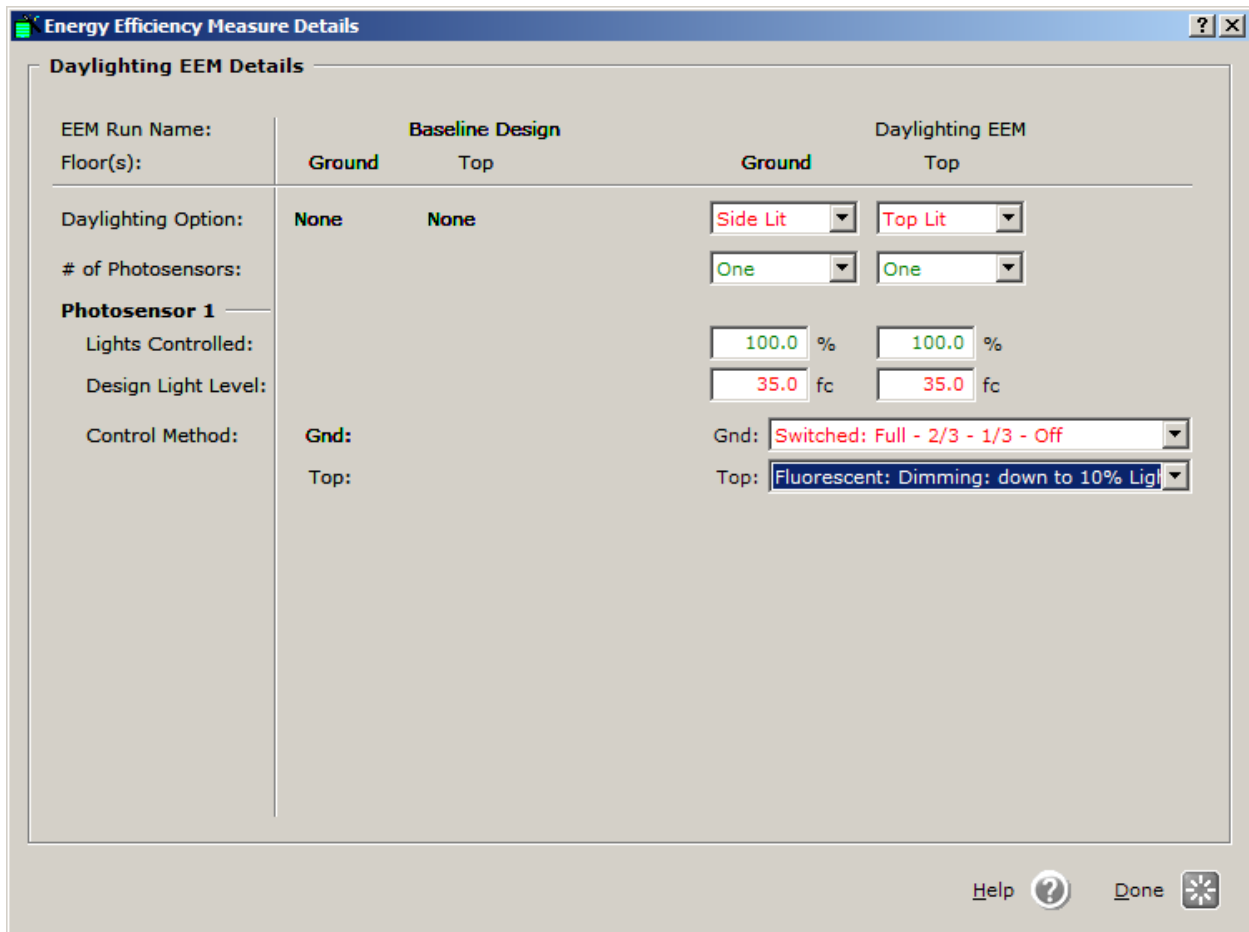 Energy Efficiency Measure Details
Daylighting EEM Details
EEM Run Name: Baseline Design Daylighting EEM
Floor(s): Ground Top Ground Top
Daylighting Option: None None Side Lit Top Lit
# of Photosensors: One One
Photosensor 1
Lights Controlled: 100.0 % 100.0 %
Design Light Level: 35.0 fc 35.0 fc
Control Method: Gnd: Gnd: Switched: Full - 2/3 - 1/3 - Off
Top: Top: Fluorescent: Dimming: down to 10% Ligh
Help ? Done